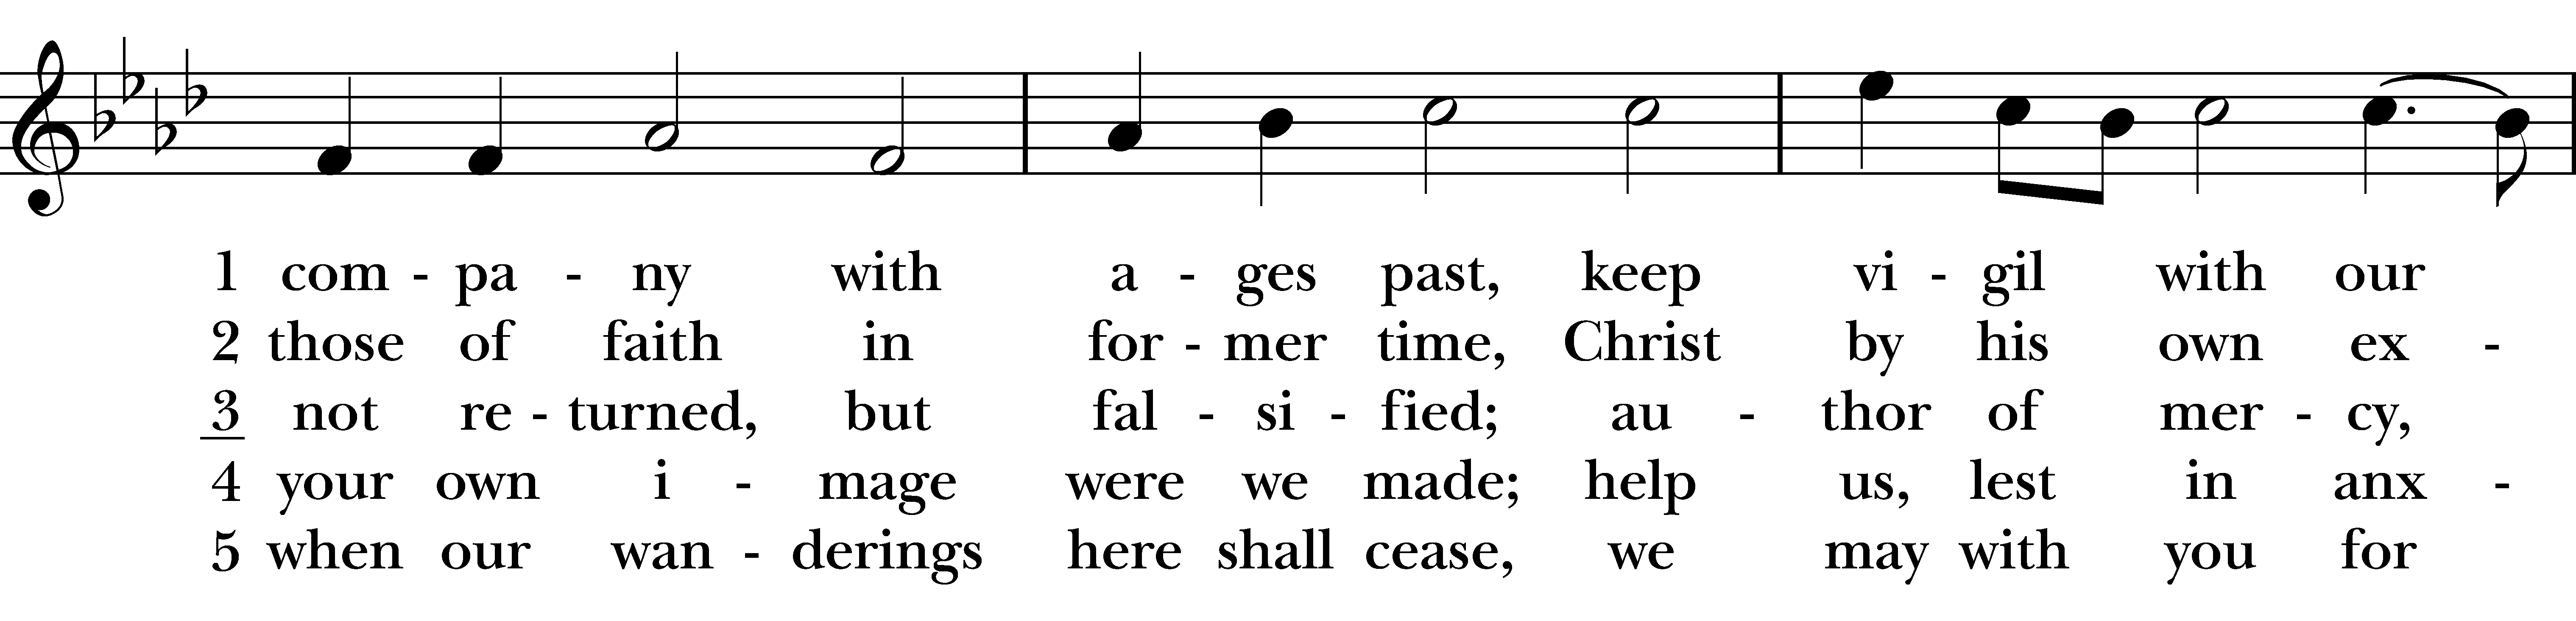 1 com - pa - ny with a - ges past, keep vi - gil with our
2 those of faith in for - mer time, Christ by his own ex -
3 not re - turned, but fal - si - fied; au - thor of mer - cy,
4 your own i - mage were we made; help us, lest in anx -
5 when our wan - derings here shall cease, we may with you for